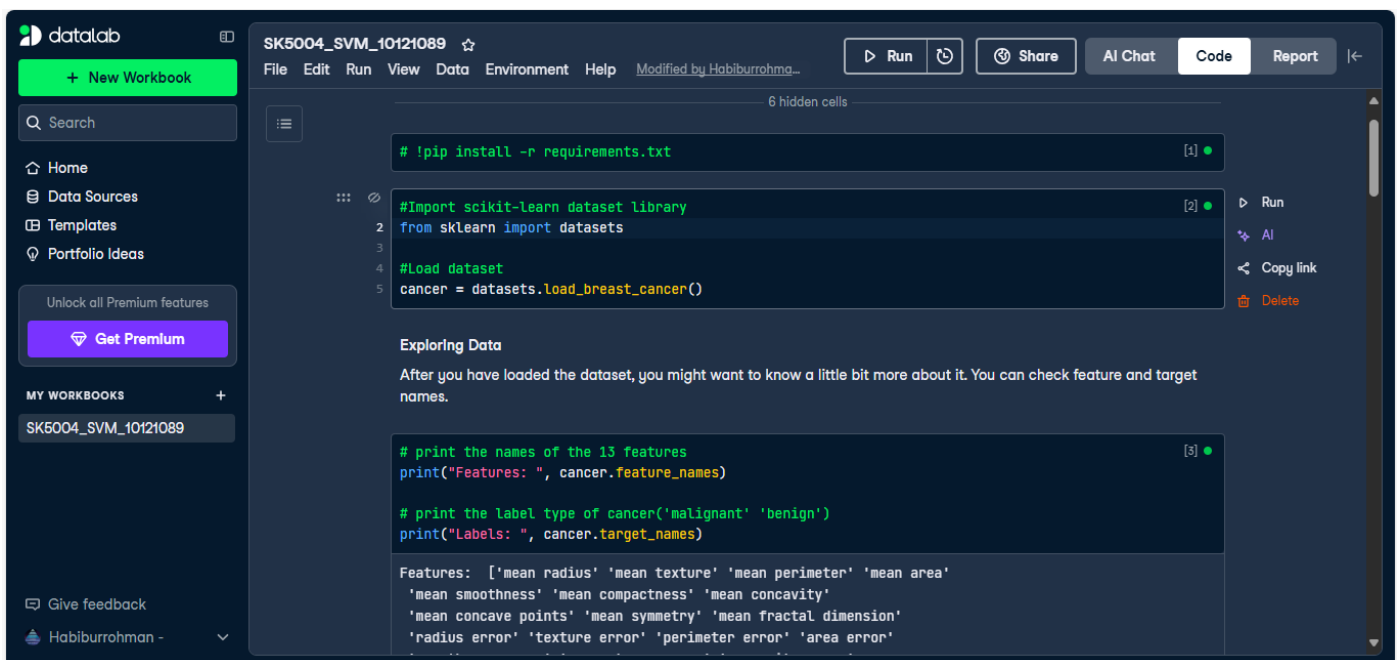 datalab
+ New Workbook
Search
Home
Data Sources
Templates
Portfolio Ideas
Unlock all Premium features
Get Premium
MY WORKBOOKS +
SK5004_SVM_10121089
Give feedback
Habiburrohman -
SK5004_SVM_10121089
File Edit Run View Data Environment Help Modified by Habiburrohma...
Run
Share
AI Chat
Code
Report
6 hidden cells
# !pip install -r requirements.txt
[1]
#Import scikit-learn dataset library
[2]
2 from sklearn import datasets
3
4 #Load dataset
5 cancer = datasets.load_breast_cancer()
Run
AI
Copy link
Delete
Exploring Data
After you have loaded the dataset, you might want to know a little bit more about it. You can check feature and target
names.
# print the names of the 13 features
[3]
print("Features: ", cancer.feature_names)
# print the label type of cancer('malignant' 'benign')
print("Labels: ", cancer.target_names)
Features:  ['mean radius' 'mean texture' 'mean perimeter' 'mean area'
'mean smoothness' 'mean compactness' 'mean concavity'
'mean concave points' 'mean symmetry' 'mean fractal dimension'
'radius error' 'texture error' 'perimeter error' 'area error'